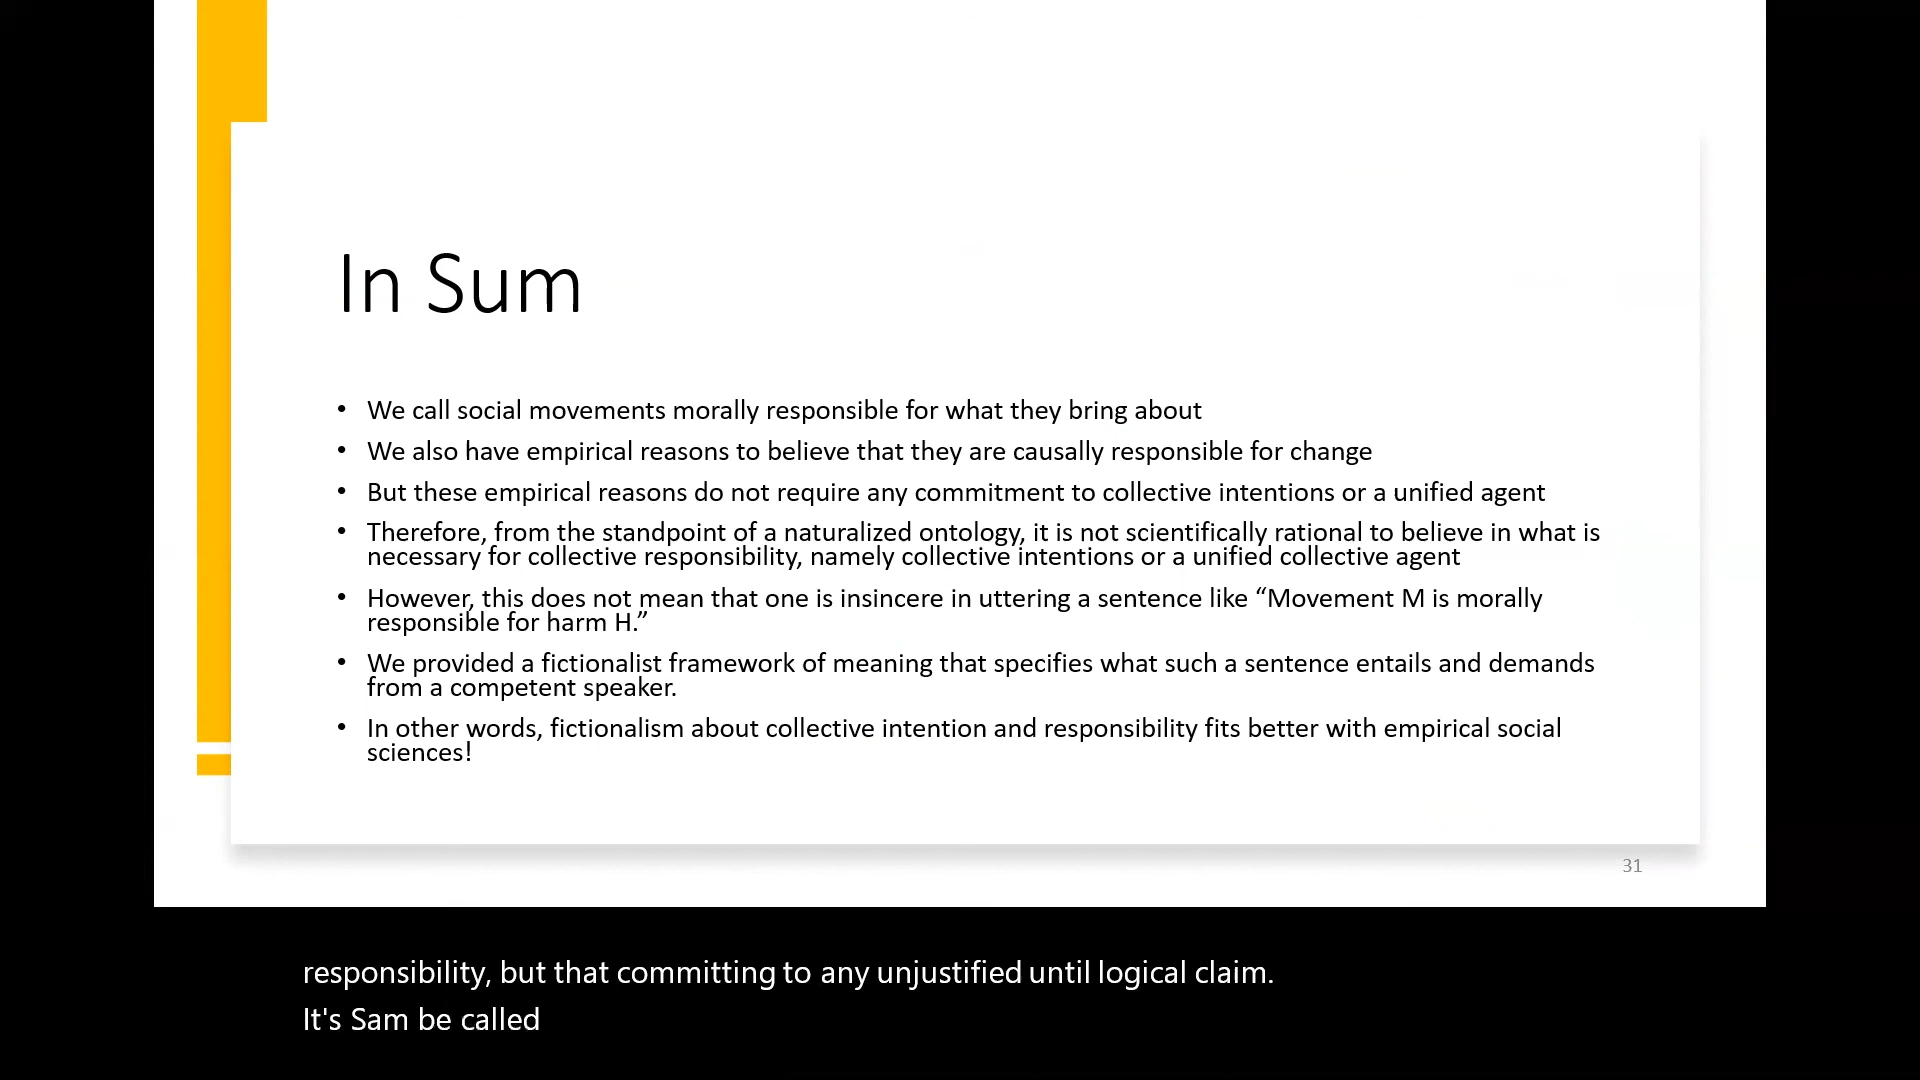 In Sum
• We call social movements morally responsible for what they bring about
• We also have empirical reasons to believe that they are causally responsible for change
• But these empirical reasons do not require any commitment to collective intentions or a unified agent
• Therefore, from the standpoint of a naturalized ontology, it is not scientifically rational to believe in what is
necessary for collective responsibility, namely collective intentions or a unified collective agent
• However, this does not mean that one is insincere in uttering a sentence like “Movement M is morally
responsible for harm H.”
• We provided a fictionalist framework of meaning that specifies what such a sentence entails and demands
from a competent speaker.
• In other words, fictionalism about collective intention and responsibility fits better with empirical social
sciences!
31
responsibility, but that committing to any unjustified until logical claim.
It's Sam be called